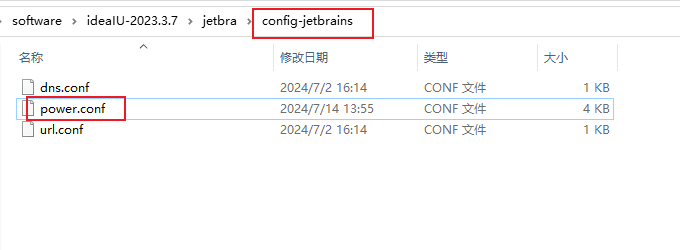 software > ideaIU-2023.3.7 > jetbra > config-jetbrains
名称 修改日期 类型 大小
dns.conf 2024/7/2 16:14 CONF 文件 1 KB
power.conf 2024/7/14 13:55 CONF 文件 4 KB
url.conf 2024/7/2 16:14 CONF 文件 1 KB